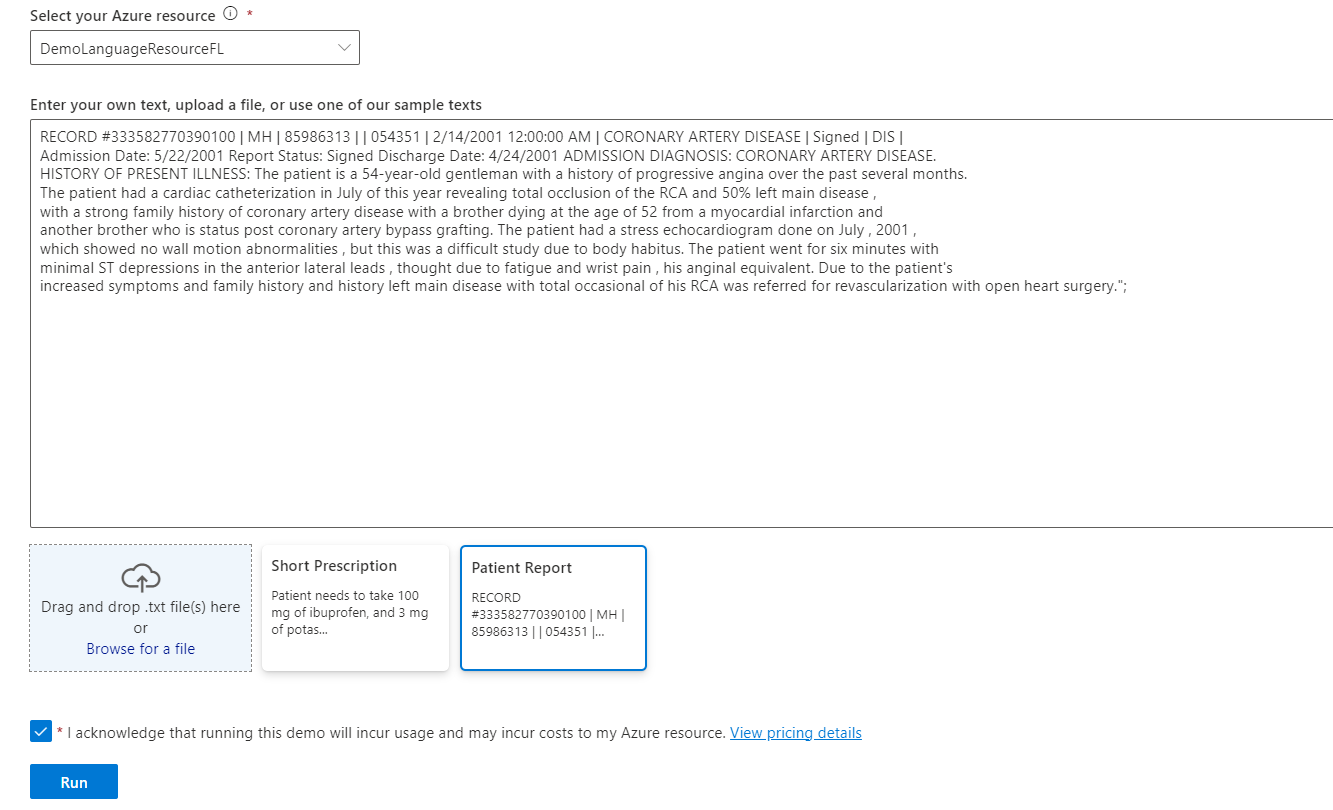 Select your Azure resource ⓘ *
DemoLanguageResourceFL
Enter your own text, upload a file, or use one of our sample texts
RECORD #333582770390100 | MH | 85986313 | | 054351 | 2/14/2001 12:00:00 AM | CORONARY ARTERY DISEASE | Signed | DIS |
Admission Date: 5/22/2001 Report Status: Signed Discharge Date: 4/24/2001 ADMISSION DIAGNOSIS: CORONARY ARTERY DISEASE.
HISTORY OF PRESENT ILLNESS: The patient is a 54-year-old gentleman with a history of progressive angina over the past several months.
The patient had a cardiac catheterization in July of this year revealing total occlusion of the RCA and 50% left main disease ,
with a strong family history of coronary artery disease with a brother dying at the age of 52 from a myocardial infarction and
another brother who is status post coronary artery bypass grafting. The patient had a stress echocardiogram done on July , 2001 ,
which showed no wall motion abnormalities , but this was a difficult study due to body habitus. The patient went for six minutes with
minimal ST depressions in the anterior lateral leads , thought due to fatigue and wrist pain , his anginal equivalent. Due to the patient's
increased symptoms and family history and history left main disease with total occasional of his RCA was referred for revascularization with open heart surgery.";
Drag and drop .txt file(s) here
or
Browse for a file
Short Prescription
Patient needs to take 100
mg of ibuprofen, and 3 mg
of potas...
Patient Report
RECORD
#333582770390100 | MH |
85986313 | | 054351 |...
* I acknowledge that running this demo will incur usage and may incur costs to my Azure resource. View pricing details
Run